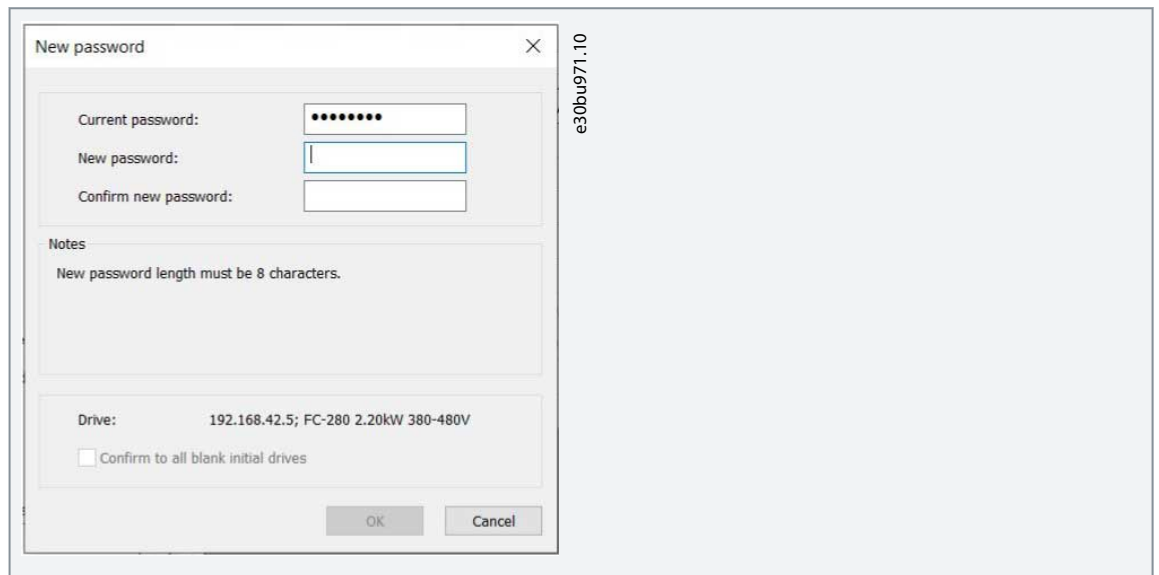 New password
Current password: ••••••••
New password:
Confirm new password:
Notes
New password length must be 8 characters.
Drive: 192.168.42.5; FC-280 2.20kW 380-480V
Confirm to all blank initial drives
OK Cancel
e30bu971.10